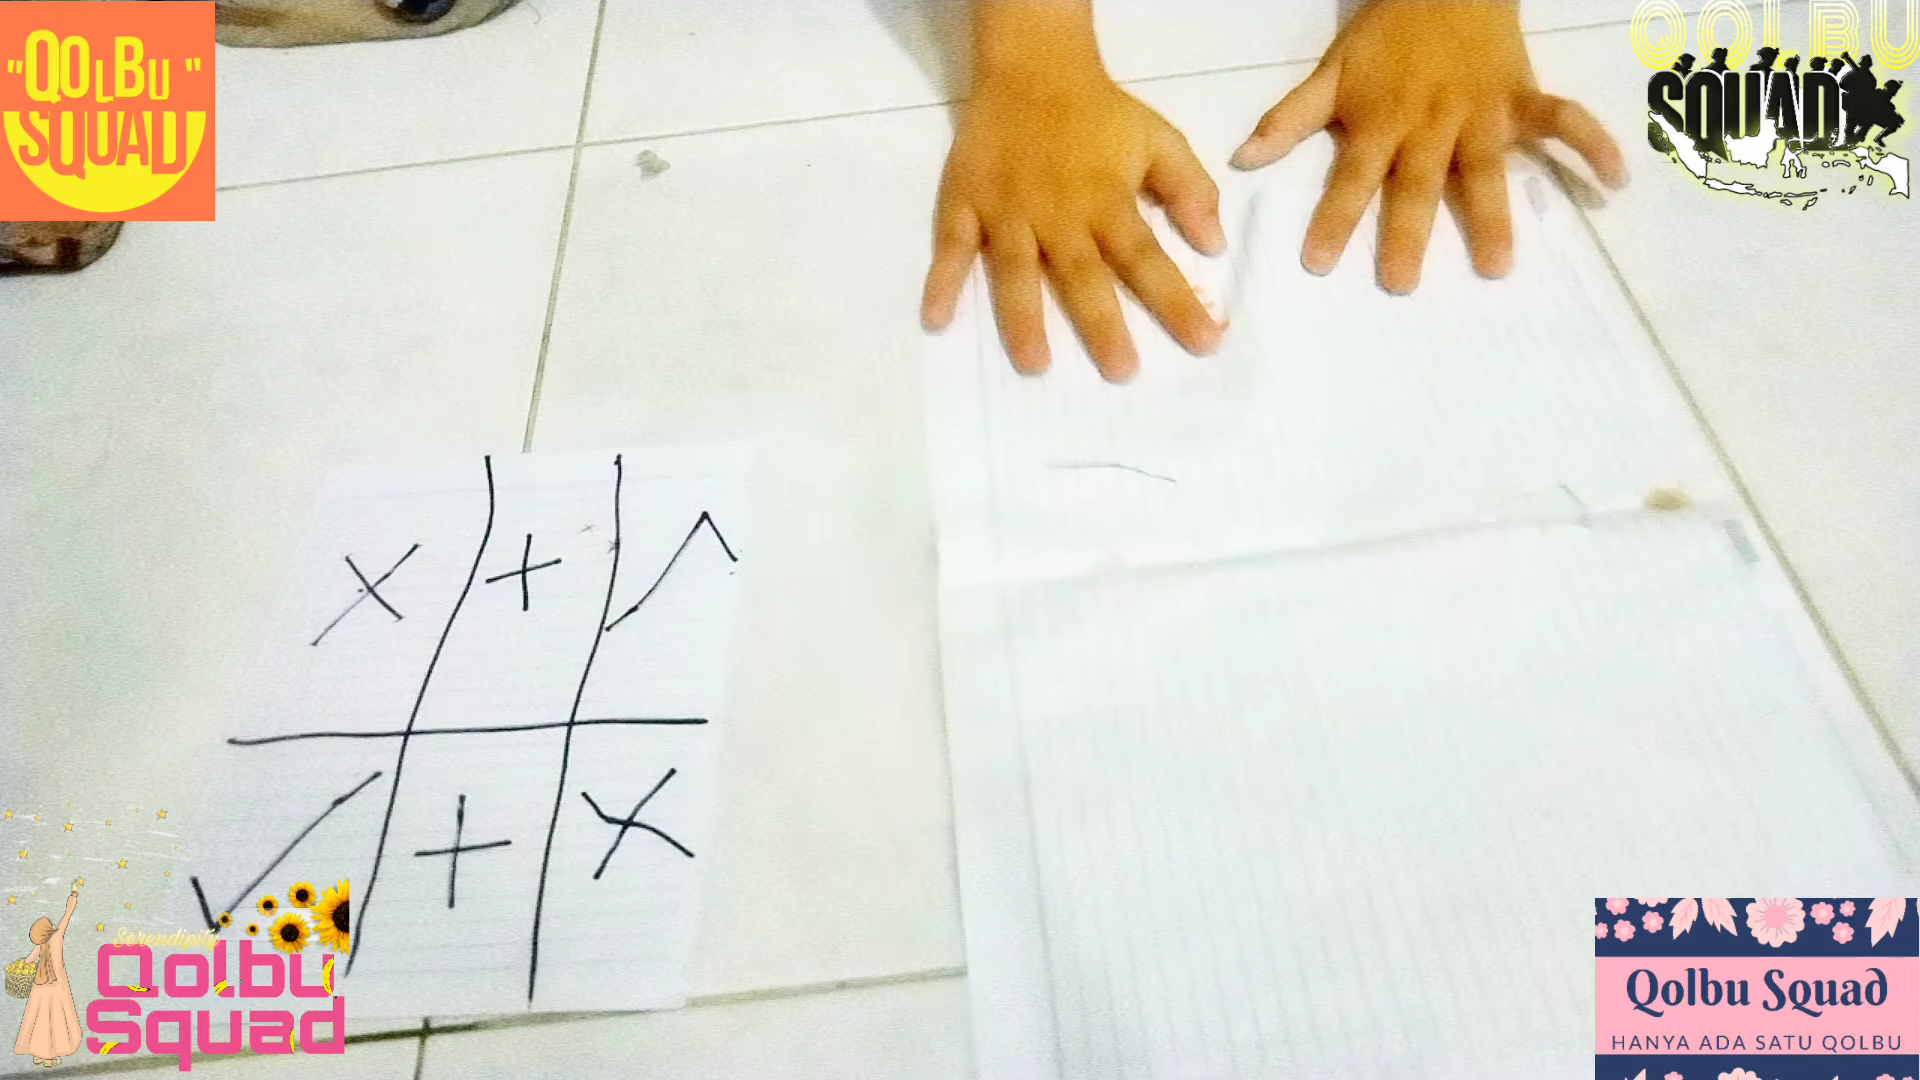 "QOLBU"
SQUAD
QOLBU
SQUAD
X + ✓
✓ + X
Serendipity
Qolbu
Squad
Qolbu Squad
HANYA ADA SATU QOLBU